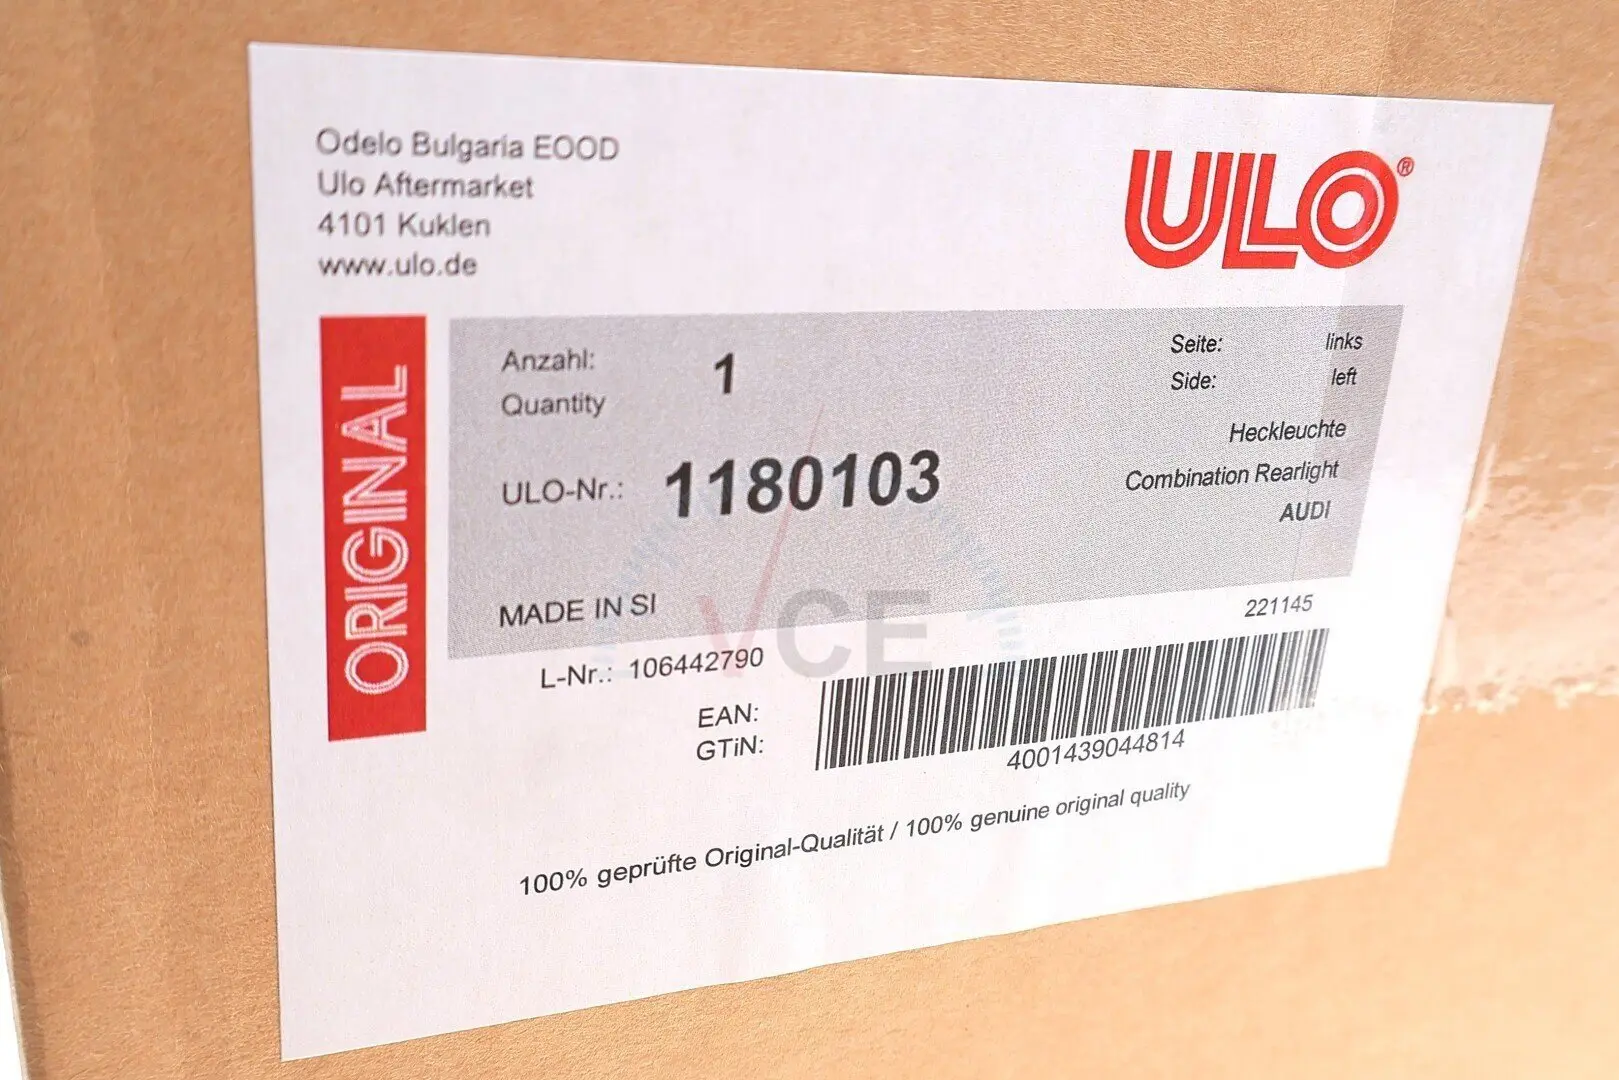 Odelo Bulgaria EOOD
Ulo Aftermarket
4101 Kuklen
www.ulo.de
ULO®
ORIGINAL
Anzahl: 1
Quantity
Seite: links
Side: left
Heckleuchte
ULO-Nr.: 1180103
Combination Rearlight
AUDI
MADE IN SI
221145
L-Nr.: 106442790
VCE
EAN:
GTiN:
4001439044814
100% geprüfte Original-Qualität / 100% genuine original quality